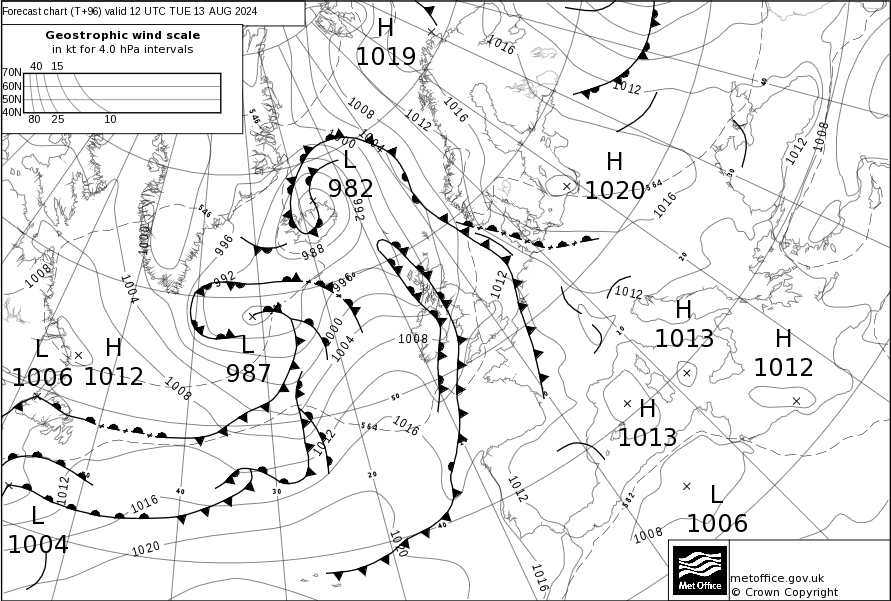 Forecast chart (T+96) valid 12 UTC TUE 13 AUG 2024
Geostrophic wind scale
in kt for 4.0 hPa intervals
40 15
70N
60N
50N
40N
80 25 10
H
1019
1016
1012
1008
1016
1012
1004
1000
546
L
982
992
988
996
992
546
1000
1008
1004
H
1020
564
1016
1012
1008
40
30
20
1012
1012
10
H
1013
H
1012
H
1013
996
1000
1004
1008
L
987
L
1006
H
1012
1008
50
564
1016
1012
20
30
40
50
1012
1016
1020
L
1004
1020
40
1012
1016
582
1008
L
1006
Met Office
metoffice.gov.uk
© Crown Copyright